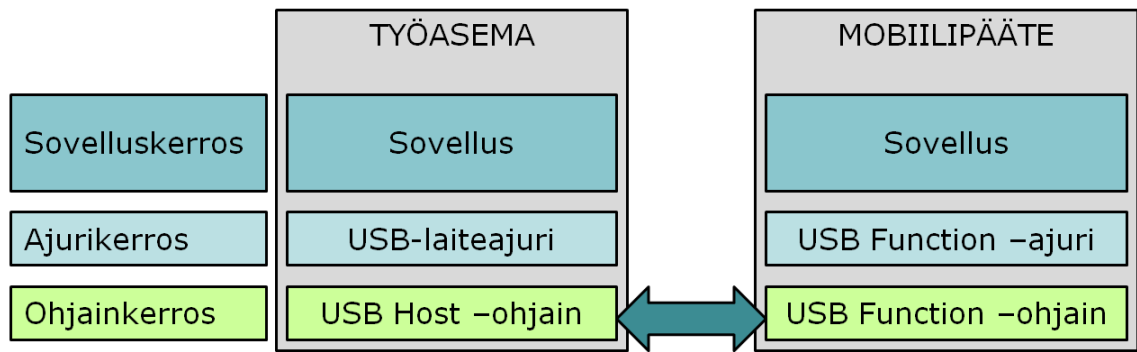 TYÖASEMA
MOBIILIPÄÄTE
Sovelluskerros
Sovellus
Sovellus
Ajurikerros
USB-laiteajuri
USB Function –ajuri
Ohjainkerros
USB Host –ohjain
USB Function –ohjain